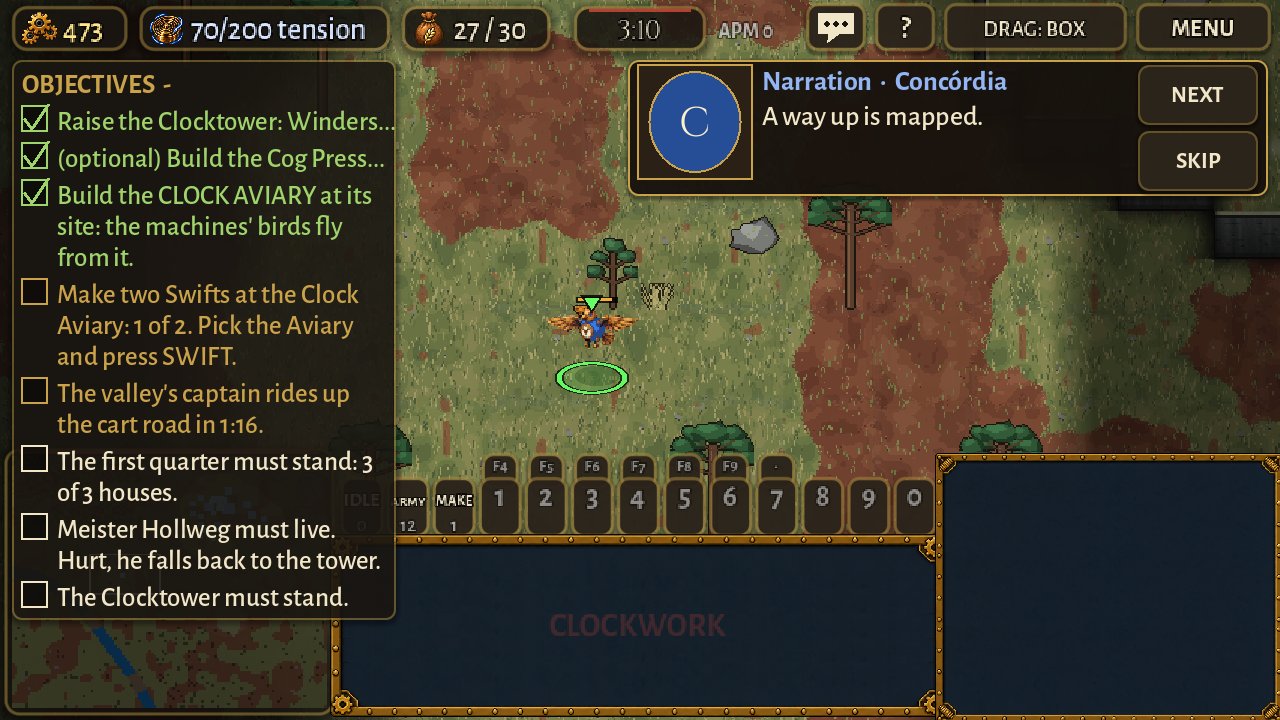 473
70/200 tension
27 / 30
3:10
APM 0
?
DRAG: BOX
MENU
OBJECTIVES -
Raise the Clocktower: Winders...
(optional) Build the Cog Press...
Build the CLOCK AVIARY at its
site: the machines' birds fly
from it.
Make two Swifts at the Clock
Aviary: 1 of 2. Pick the Aviary
and press SWIFT.
The valley's captain rides up
the cart road in 1:16.
The first quarter must stand: 3
of 3 houses.
Meister Hollweg must live.
Hurt, he falls back to the tower.
The Clocktower must stand.
C
Narration · Concórdia
A way up is mapped.
NEXT
SKIP
F4 F5 F6 F7 F8 F9 .
IDLE ARMY MAKE 1 2 3 4 5 6 7 8 9 0
0 12 1
CLOCKWORK